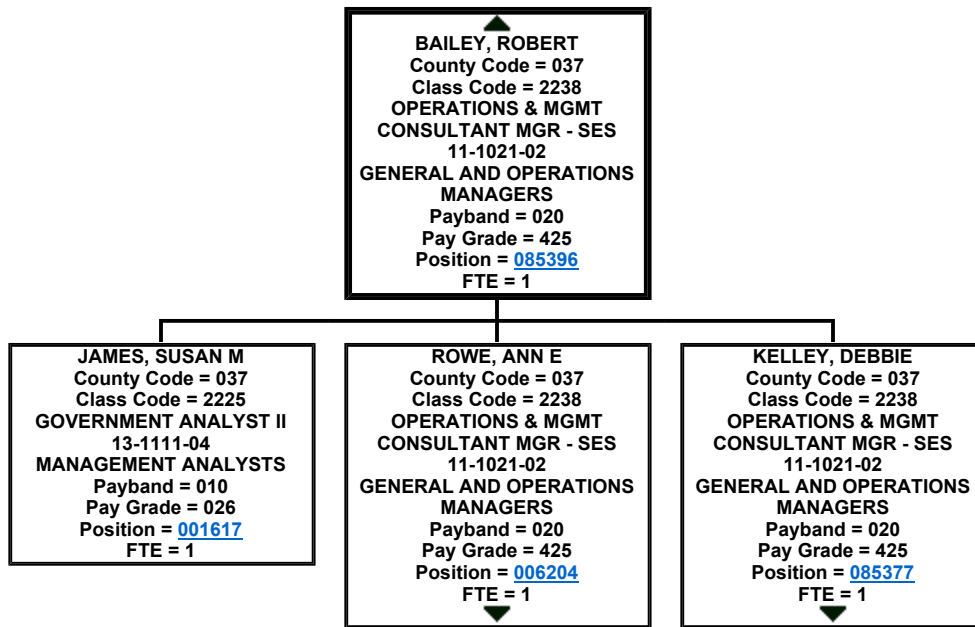 BAILEY, ROBERT
County Code = 037
Class Code = 2238
OPERATIONS & MGMT
CONSULTANT MGR - SES
11-1021-02
GENERAL AND OPERATIONS
MANAGERS
Payband = 020
Pay Grade = 425
Position = 085396
FTE = 1
JAMES, SUSAN M
County Code = 037
Class Code = 2225
GOVERNMENT ANALYST II
13-1111-04
MANAGEMENT ANALYSTS
Payband = 010
Pay Grade = 026
Position = 001617
FTE = 1
ROWE, ANN E
County Code = 037
Class Code = 2238
OPERATIONS & MGMT
CONSULTANT MGR - SES
11-1021-02
GENERAL AND OPERATIONS
MANAGERS
Payband = 020
Pay Grade = 425
Position = 006204
FTE = 1
KELLEY, DEBBIE
County Code = 037
Class Code = 2238
OPERATIONS & MGMT
CONSULTANT MGR - SES
11-1021-02
GENERAL AND OPERATIONS
MANAGERS
Payband = 020
Pay Grade = 425
Position = 085377
FTE = 1